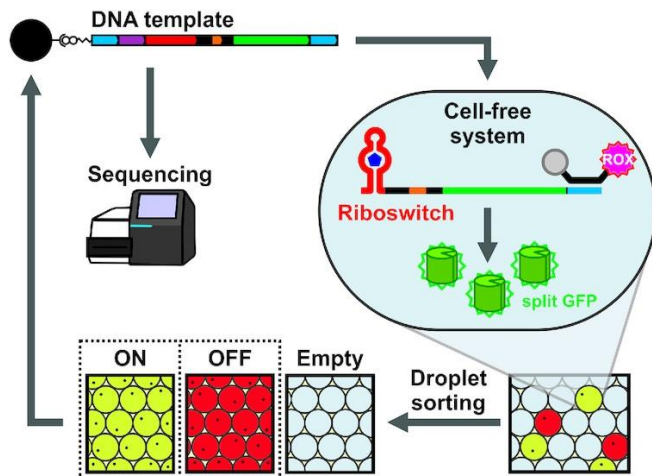 DNA template
Sequencing
Cell-free
system
ROX
Riboswitch
split GFP
ON
OFF
Empty
Droplet
sorting